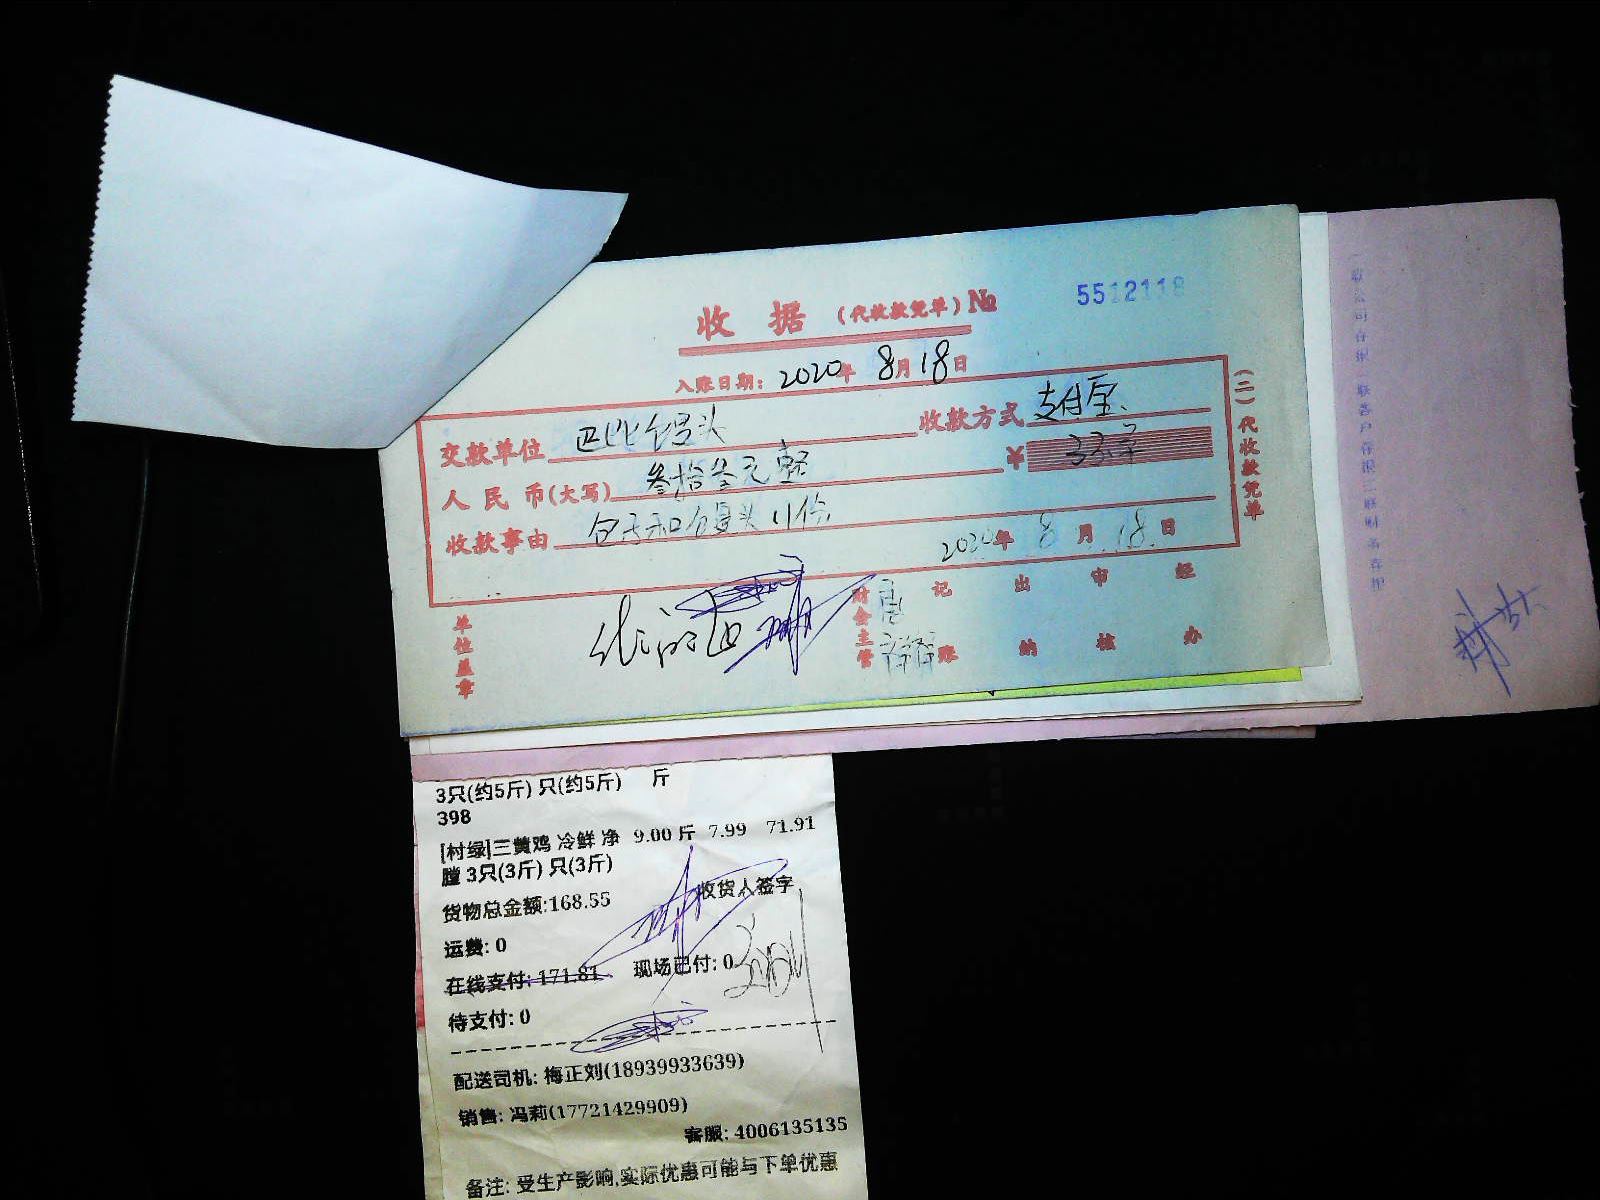 收 据 (代收款凭单) № 5512118
入账日期: 2020年 8月 18日
交款单位 巴比馒头 收款方式 支付宝
人民币(大写) 叁拾叁元整 ¥ 33元
收款事由 包子和馒头 11份
2020年 8月 18日
单位盖章
财会主管 记账 出纳 审核 经办
(二)代收款凭单
3只(约5斤) 只(约5斤) 斤
398
[村绿]三黄鸡 冷鲜 净 9.00 斤 7.99 71.91
膛 3只(3斤) 只(3斤)
货物总金额:168.55 收货人签字
运费: 0
在线支付: 171.81 现场已付: 0
待支付: 0
配送司机: 梅正刘(18939933639)
销售: 冯莉(17721429909)
客服: 4006135135
备注: 受生产影响,实际优惠可能与下单优惠